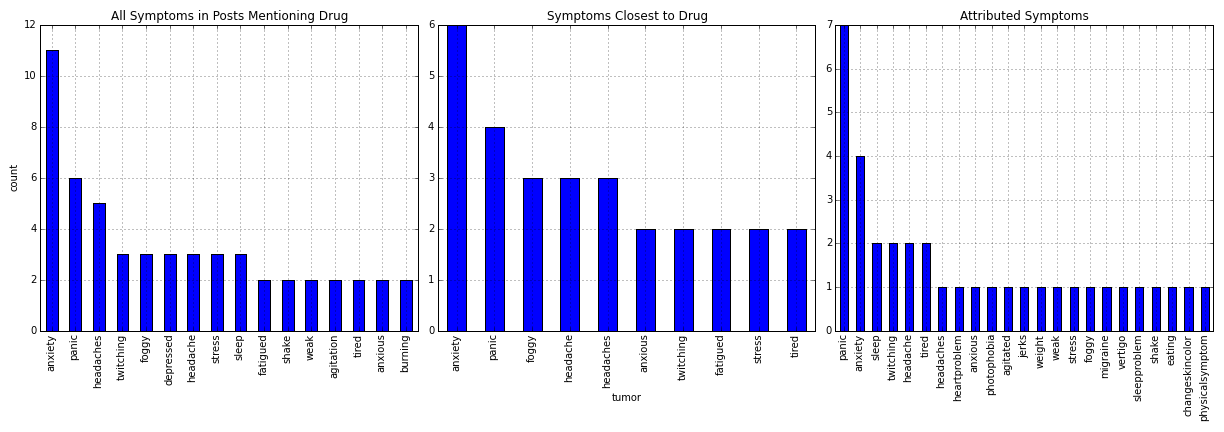 All Symptoms in Posts Mentioning Drug
12
10
8
6
4
2
0
count
anxiety
panic
headaches
twitching
foggy
depressed
headache
stress
sleep
fatigued
shake
weak
agitation
tired
anxious
burning
Symptoms Closest to Drug
6
5
4
3
2
1
0
anxiety
panic
foggy
headache
headaches
anxious
twitching
fatigued
stress
tired
tumor
Attributed Symptoms
7
6
5
4
3
2
1
0
panic
anxiety
sleep
twitching
headache
tired
headaches
heartproblem
anxious
photophobia
agitated
jerks
weight
weak
stress
foggy
migraine
vertigo
sleepproblem
shake
eating
changeskincolor
physicalsymptom